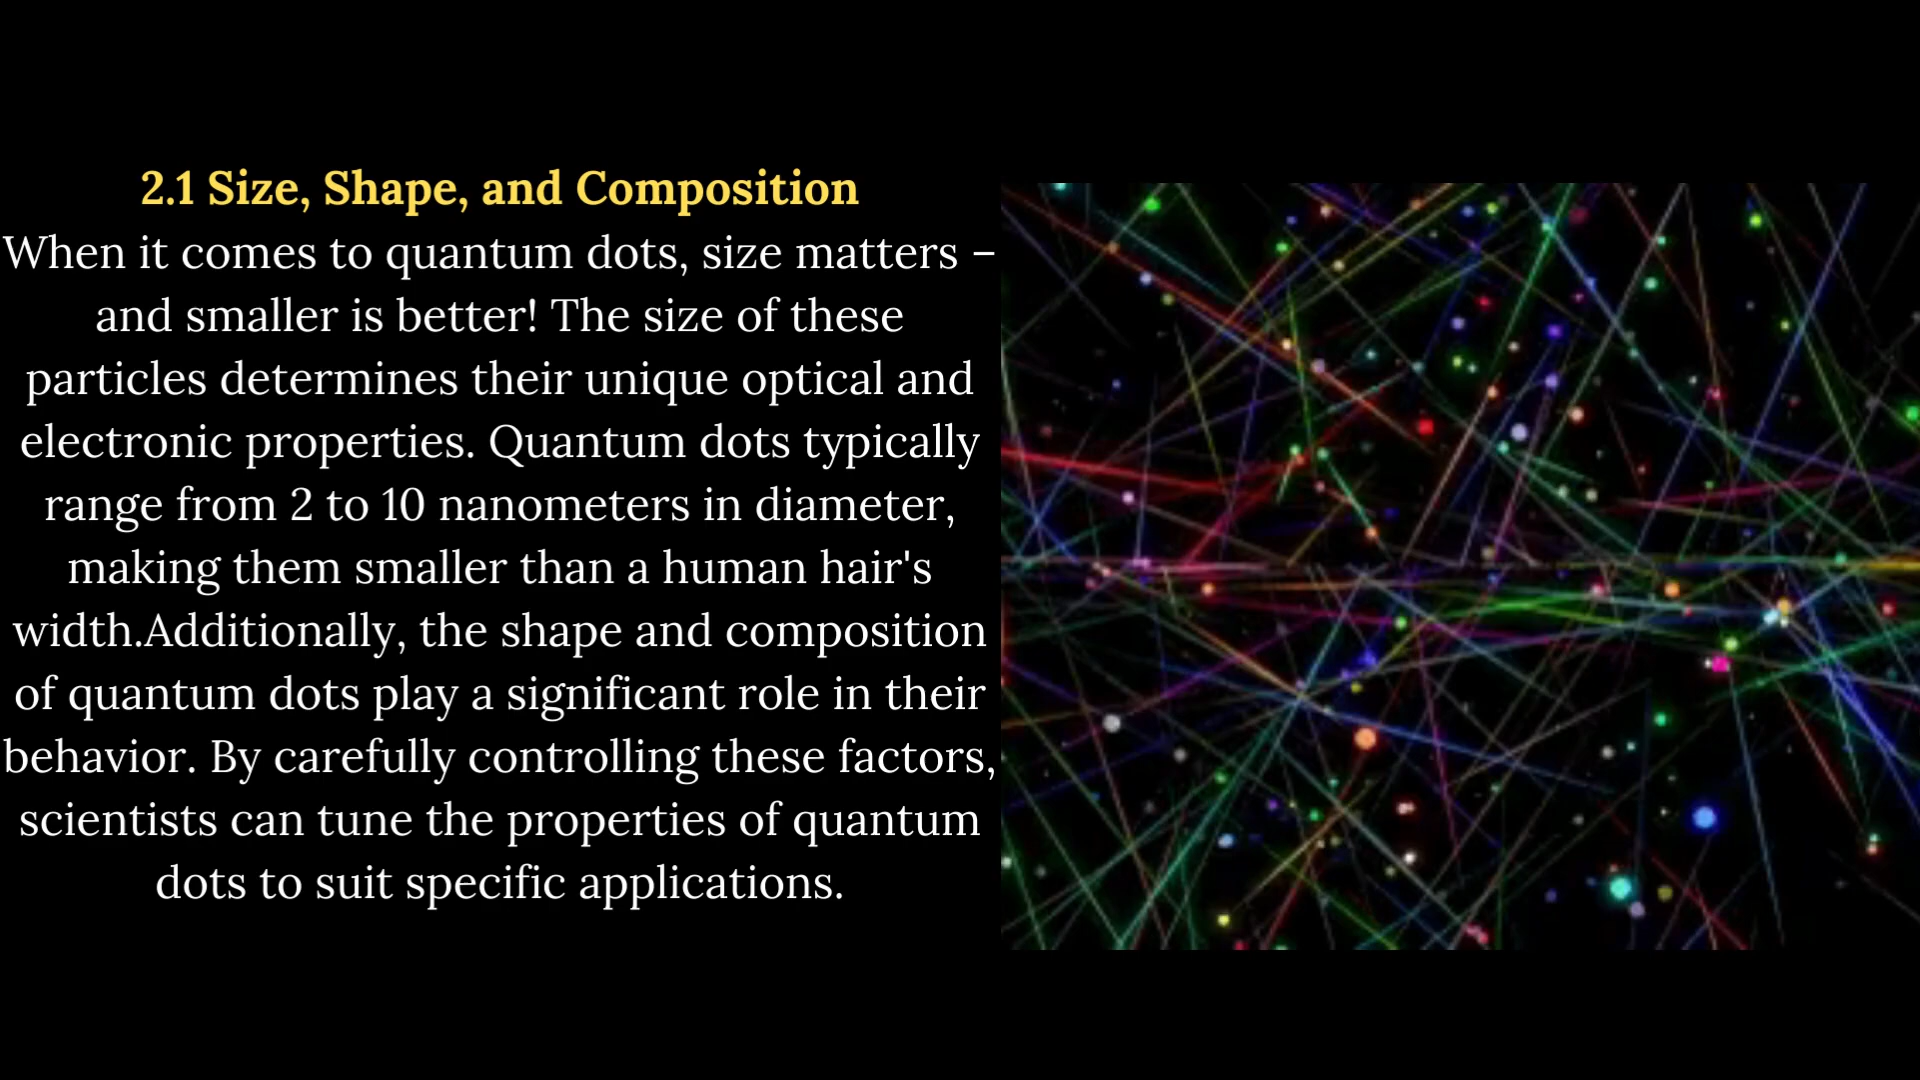 2.1 Size, Shape, and Composition
When it comes to quantum dots, size matters –
and smaller is better! The size of these
particles determines their unique optical and
electronic properties. Quantum dots typically
range from 2 to 10 nanometers in diameter,
making them smaller than a human hair's
width.Additionally, the shape and composition
of quantum dots play a significant role in their
behavior. By carefully controlling these factors,
scientists can tune the properties of quantum
dots to suit specific applications.